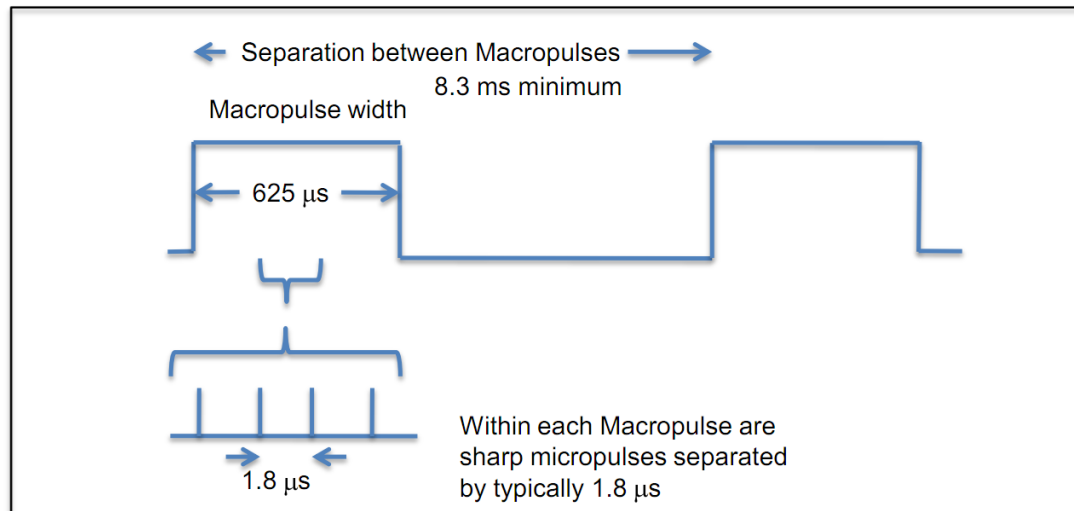 Separation between Macropulses
8.3 ms minimum
Macropulse width
625 μs
1.8 μs
Within each Macropulse are
sharp micropulses separated
by typically 1.8 μs